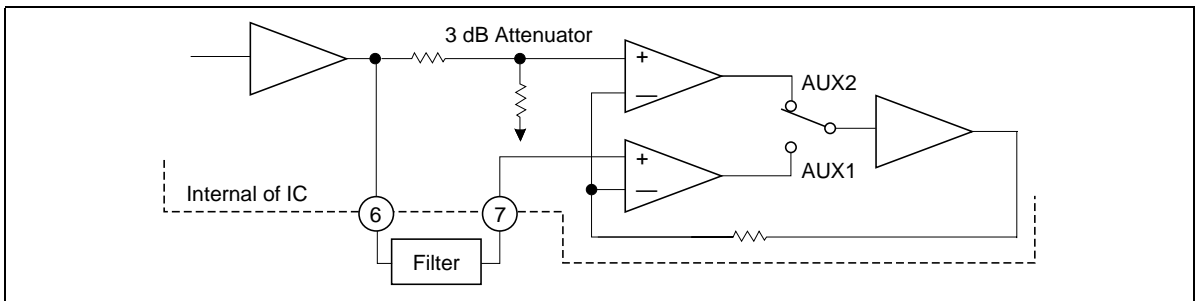 3 dB Attenuator
+
—
AUX2
+
—
AUX1
Internal of IC
6
7
Filter